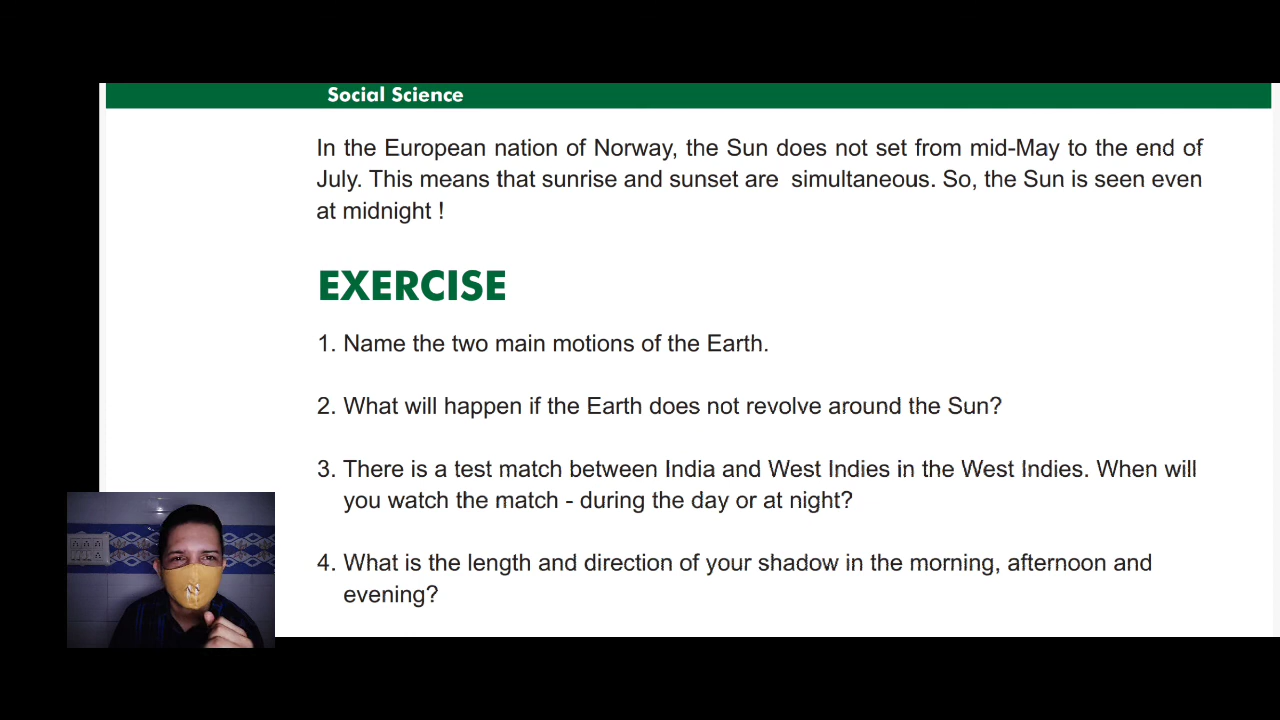 Social Science
In the European nation of Norway, the Sun does not set from mid-May to the end of
July. This means that sunrise and sunset are simultaneous. So, the Sun is seen even
at midnight !
EXERCISE
1. Name the two main motions of the Earth.
2. What will happen if the Earth does not revolve around the Sun?
3. There is a test match between India and West Indies in the West Indies. When will
you watch the match - during the day or at night?
4. What is the length and direction of your shadow in the morning, afternoon and
evening?